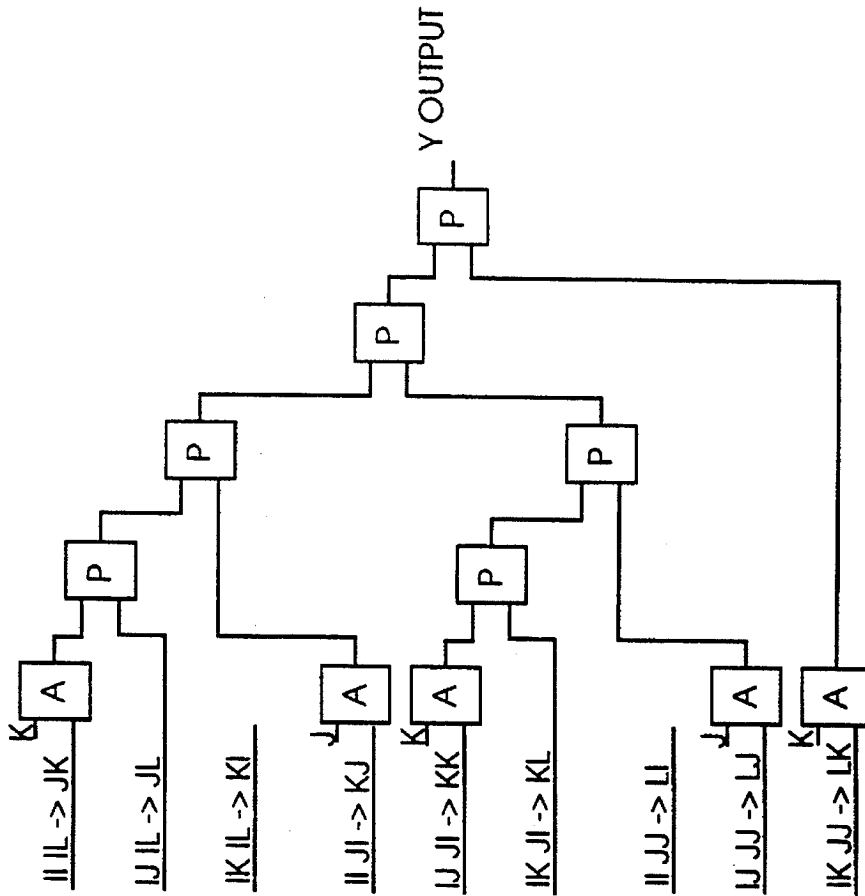 K
II IL -> JK
A
IJ IL -> JL
P
IK IL -> KI
P
J
II JI -> KJ
A
P
K
IJ JI -> KK
A
Y OUTPUT
P
IK JI -> KL
P
II JJ -> LI
P
J
IJ JJ -> LJ
A
K
IK JJ -> LK
A